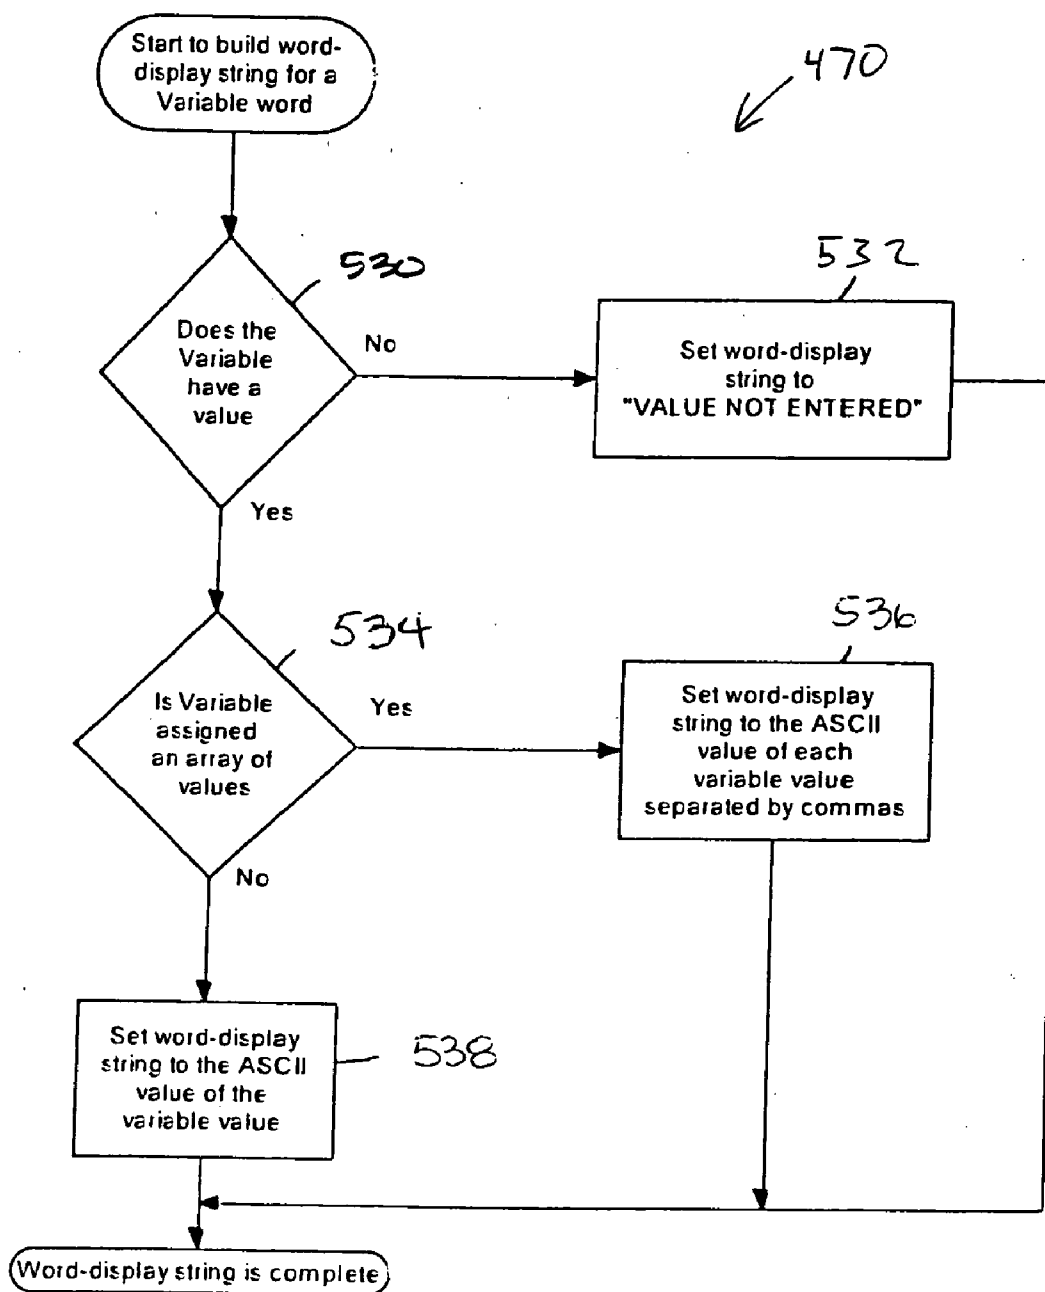 Start to build word-
display string for a
Variable word
470
530
Does the
Variable
have a
value
No
532
Set word-display
string to
"VALUE NOT ENTERED"
Yes
534
Is Variable
assigned
an array of
values
Yes
536
Set word-display
string to the ASCII
value of each
variable value
separated by commas
No
Set word-display
string to the ASCII
value of the
variable value
538
Word-display string is complete